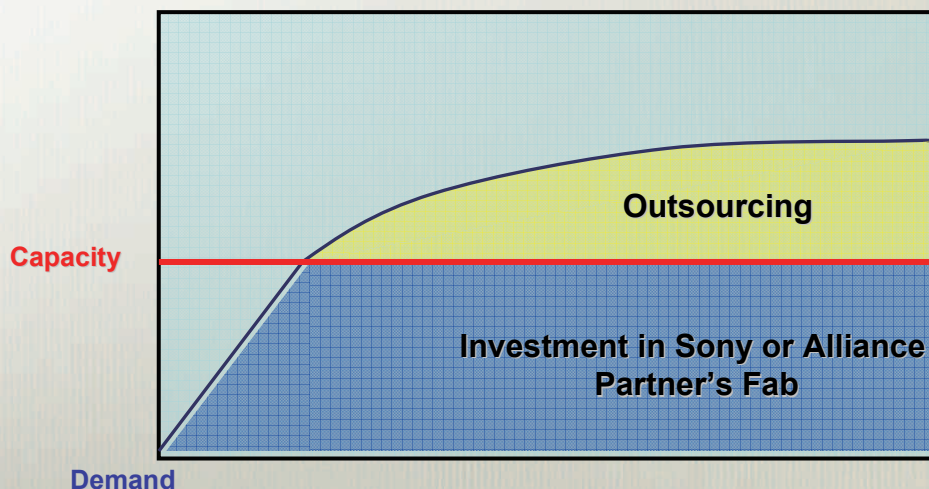 Outsourcing
Capacity
Investment in Sony or Alliance
Partner's Fab
Demand